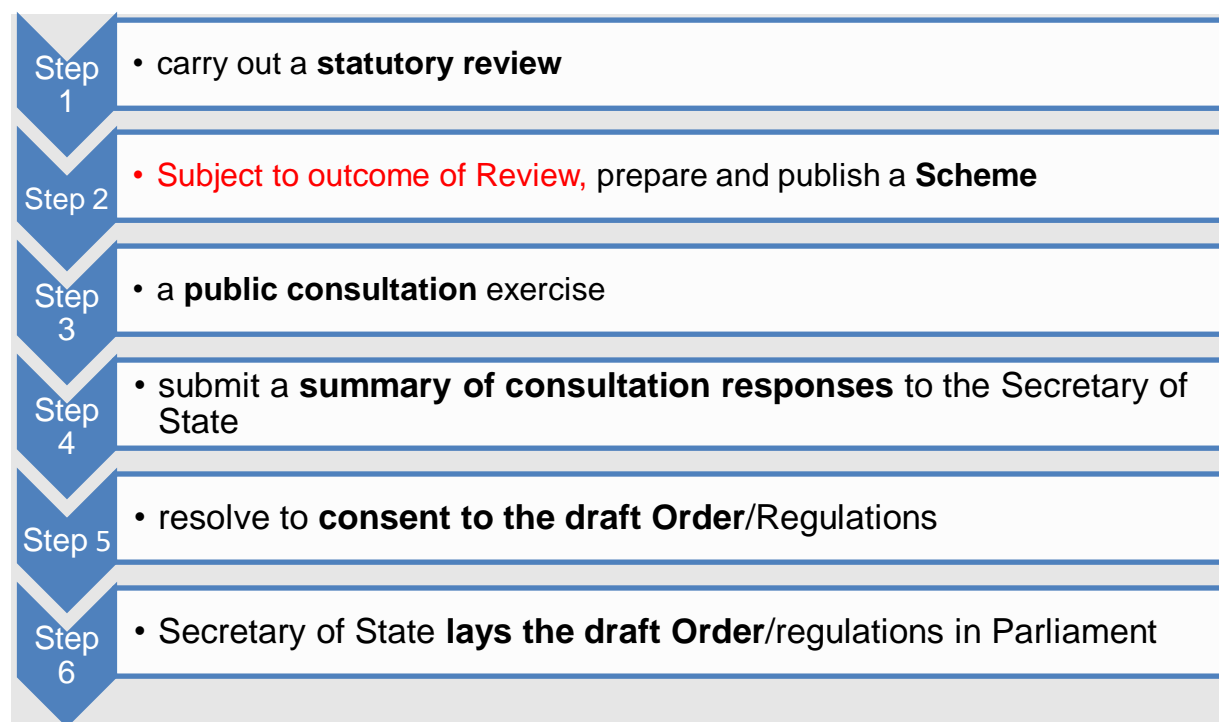 Step
1
• carry out a statutory review
Step 2
• Subject to outcome of Review, prepare and publish a Scheme
Step
3
• a public consultation exercise
Step
4
• submit a summary of consultation responses to the Secretary of
State
Step 5
• resolve to consent to the draft Order/Regulations
Step
6
• Secretary of State lays the draft Order/regulations in Parliament